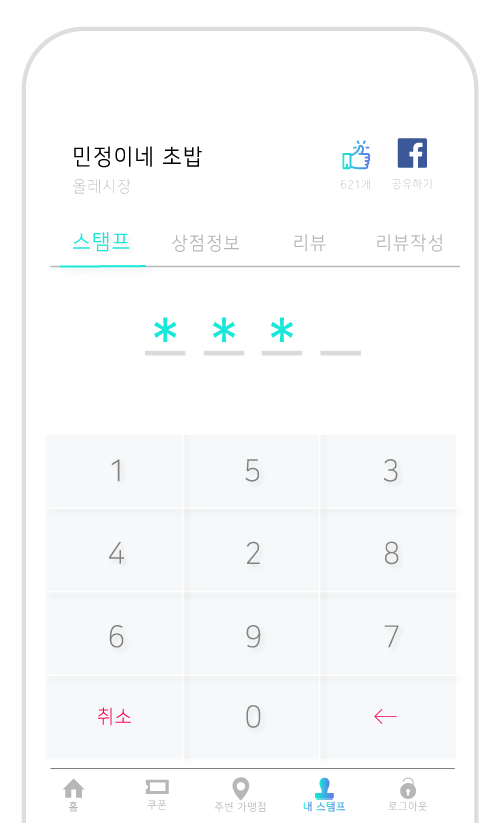 민정이네 초밥
올레시장
621개 공유하기
스탬프 상점정보 리뷰 리뷰작성
* * *
1 5 3
4 2 8
6 9 7
취소 0 ←
홈 쿠폰 주변 가맹점 내 스탬프 로그아웃